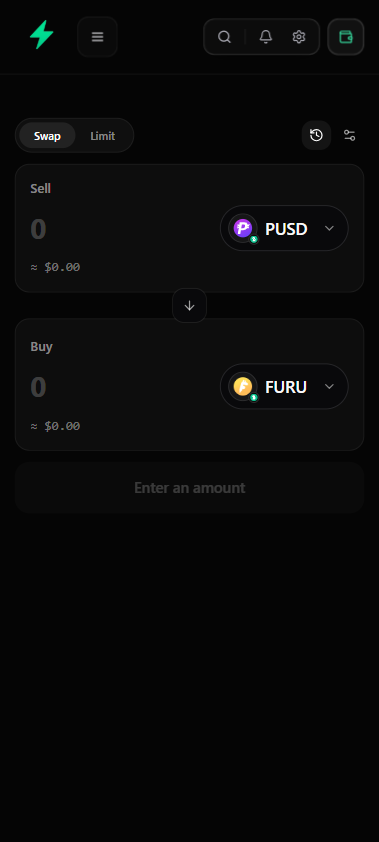 Swap Limit
Sell
0 PUSD
≈ $0.00
Buy
0 FURU
≈ $0.00
Enter an amount